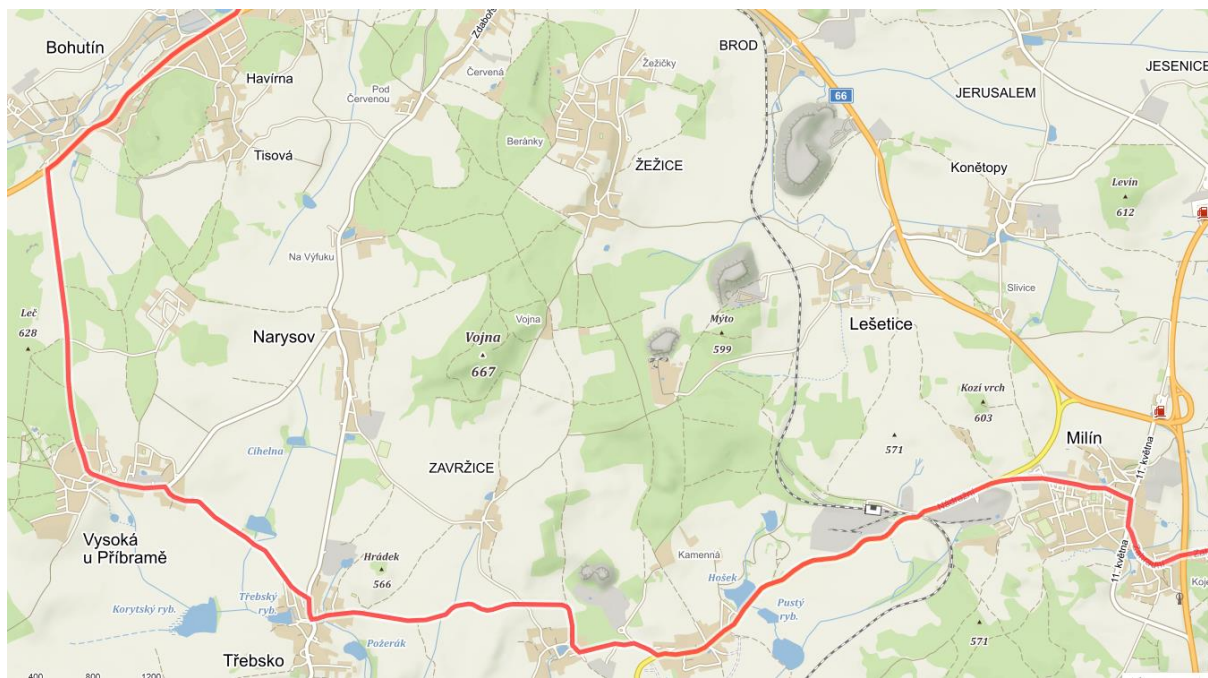 Bohutín
Zdaboř
BROD
JESENICE
Havírna
Červená
Žežičky
Pod
Červenou
66
JERUSALEM
Beránky
Tisová
ŽEŽICE
Konětopy
Levín
612
Na Výfuku
Slivice
Leč
628
Narysov
Vojna
667
Vojna
Mýto
599
Lešetice
Kozí vrch
603
Milín
571
11. května
Cihelna
ZAVRŽICE
Nádražní
Vysoká
u Příbramě
Hrádek
566
Kamenná
Hošek
11. května
Koje
Korytský ryb.
Třebský
ryb.
Pustý
ryb.
571
Požerák
Třebsko
400 800 1200